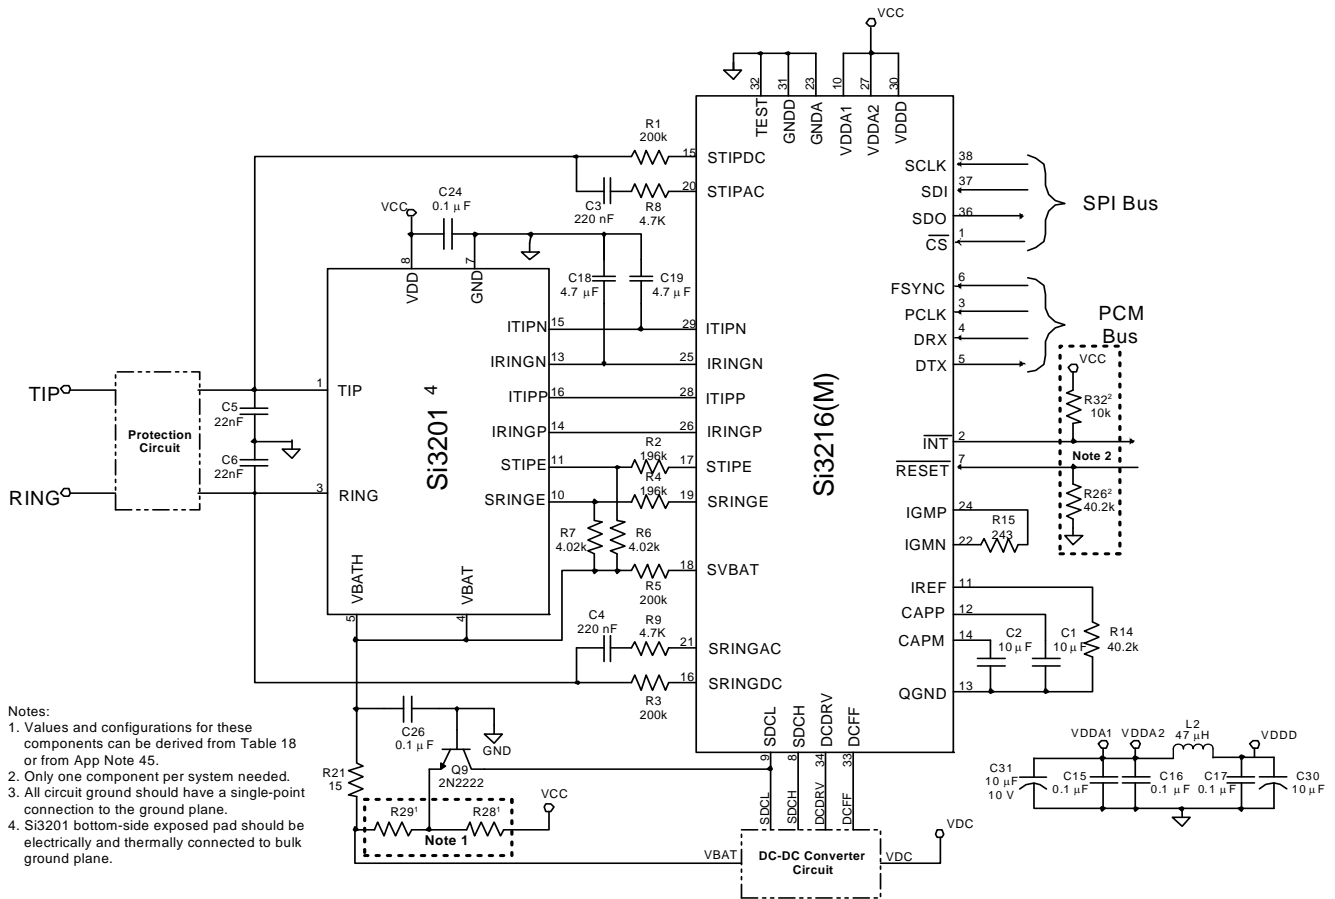 VCC
32
31
23
10
27
30
TEST
GNDD
GNDA
VDDA1
VDDA2
VDDD
R1
200k
15
STIPDC
C3
220 nF
R8
4.7K
20
STIPAC
SCLK
38
SDI
37
SDO
36
CS
1
SPI Bus
FSYNC
6
PCLK
3
DRX
4
DTX
5
PCM
Bus
VCC
C24
0.1 µF
8
7
VDD
GND
C18
4.7 µF
C19
4.7 µF
ITIPN
15
29
ITIPN
IRINGN
13
25
IRINGN
ITIPP
16
28
ITIPP
IRINGP
14
26
IRINGP
STIPE
11
R2
196k
17
STIPE
SRINGE
10
R4
196k
19
SRINGE
R7
4.02k
R6
4.02k
18
SVBAT
R5
200k
Si3201 4
Si3216(M)
TIP
RING
Protection
Circuit
C5
22nF
C6
22nF
1
TIP
3
RING
VBATH
VBAT
5
4
VCC
R32²
10k
INT
2
Note 2
RESET
7
R26²
40.2k
IGMP
24
R15
243
IGMN
22
IREF
11
CAPP
12
CAPM
14
C2
10 µF
C1
10 µF
R14
40.2k
QGND
13
C4
220 nF
R9
4.7K
21
SRINGAC
16
SRINGDC
R3
200k
SDCL
SDCH
DCDRV
DCFF
9
8
34
33
SDCL
SDCH
DCDRV
DCFF
C26
0.1 µF
GND
Q9
2N2222
R21
15
R29¹
R28¹
Note 1
VCC
VBAT
DC-DC Converter
Circuit
VDC
VDC
VDDA1
VDDA2
L2
47 µH
VDDD
C31
10 µF
10 V
C15
0.1 µF
C16
0.1 µF
C17
0.1 µF
C30
10 µF
Notes:
1. Values and configurations for these
components can be derived from Table 18
or from App Note 45.
2. Only one component per system needed.
3. All circuit ground should have a single-point
connection to the ground plane.
4. Si3201 bottom-side exposed pad should be
electrically and thermally connected to bulk
ground plane.